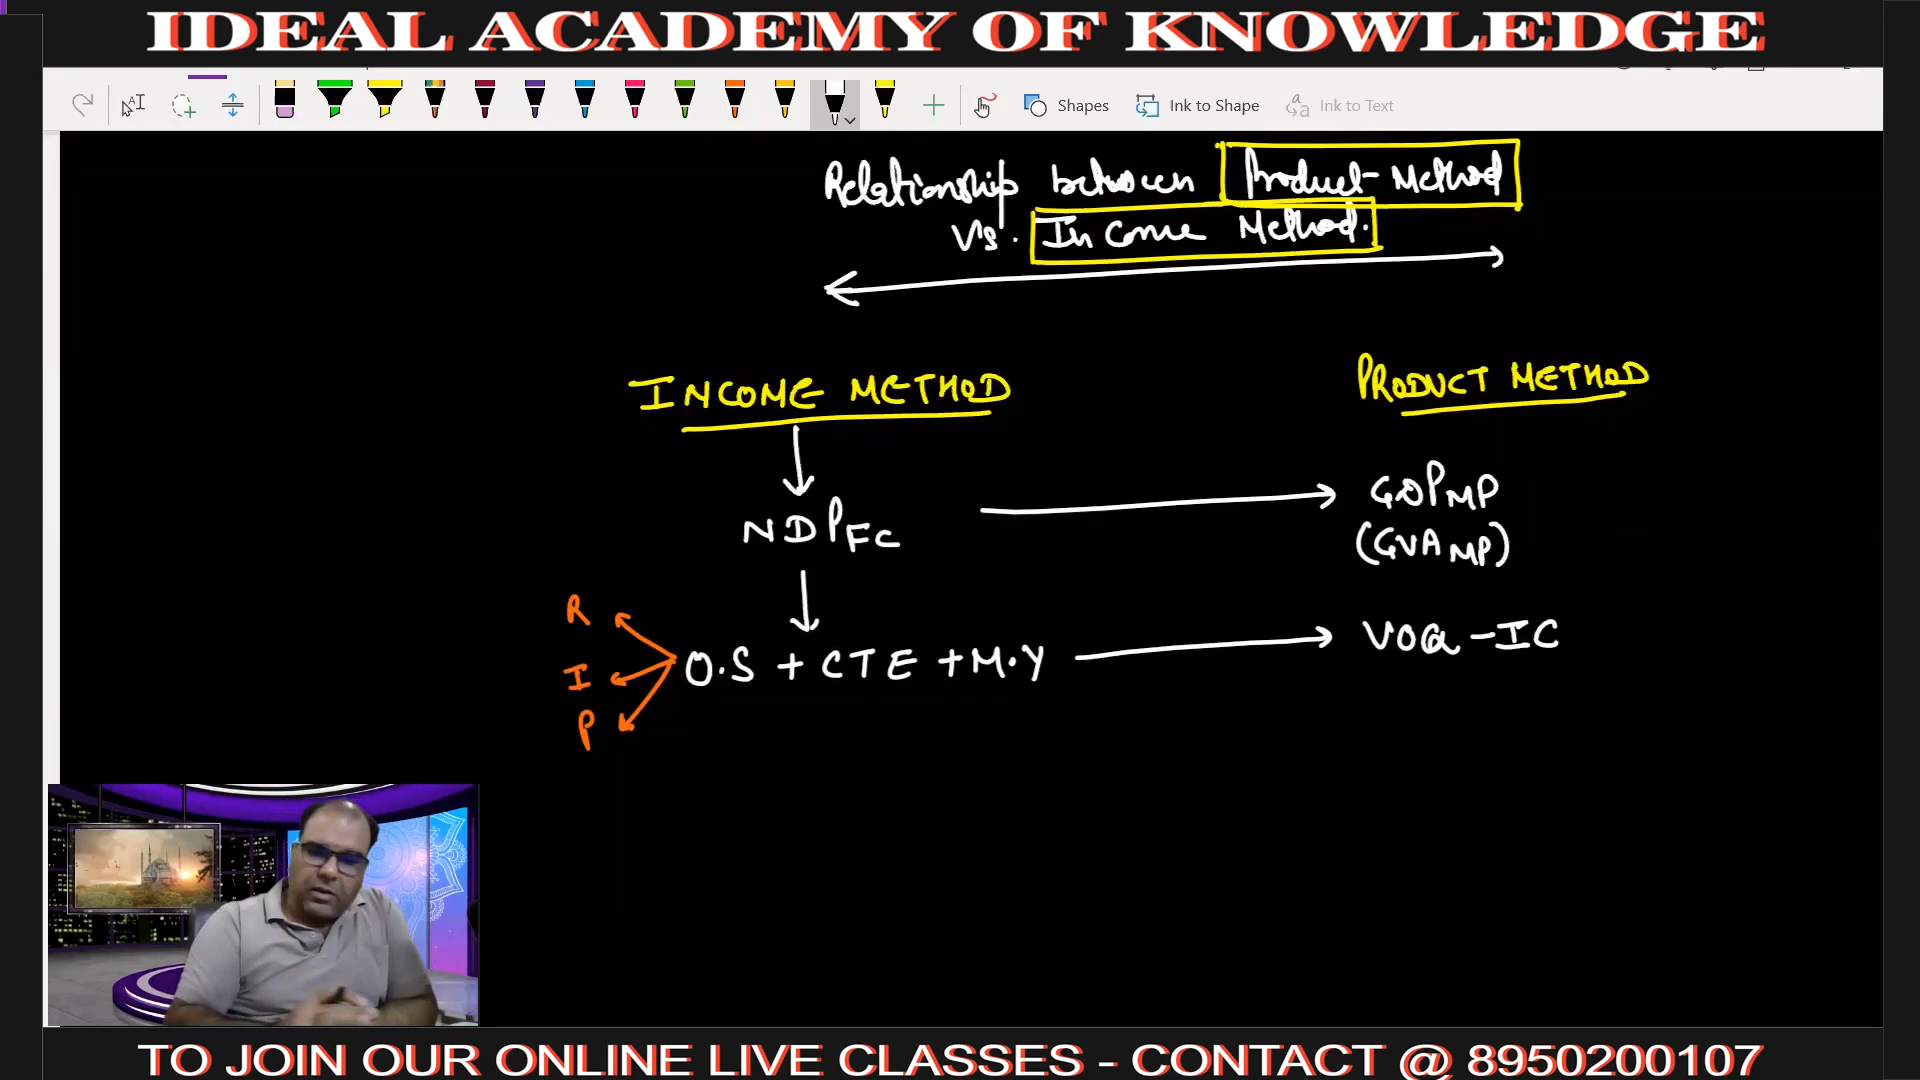 IDEAL ACADEMY OF KNOWLEDGE
Shapes Ink to Shape Ink to Text
Relationship between Product-Method
Vs. Income Method.
INCOME METHOD PRODUCT METHOD
NDPFC GDPMP
(GVAMP)
R
I
P
O.S + CTE + M.Y VOQ - IC
TO JOIN OUR ONLINE LIVE CLASSES - CONTACT @ 8950200107